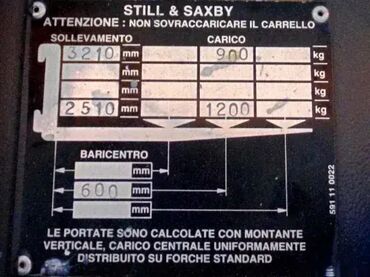 STILL & SAXBY
ATTENZIONE : NON SOVRACCARICARE IL CARRELLO
SOLLEVAMENTO CARICO
3210 mm 900 kg
mm kg
mm kg
2510 mm 1200 kg
BARICENTRO
mm
600 mm
mm
591 11 0022
LE PORTATE SONO CALCOLATE CON MONTANTE
VERTICALE, CARICO CENTRALE UNIFORMAMENTE
DISTRIBUITO SU FORCHE STANDARD